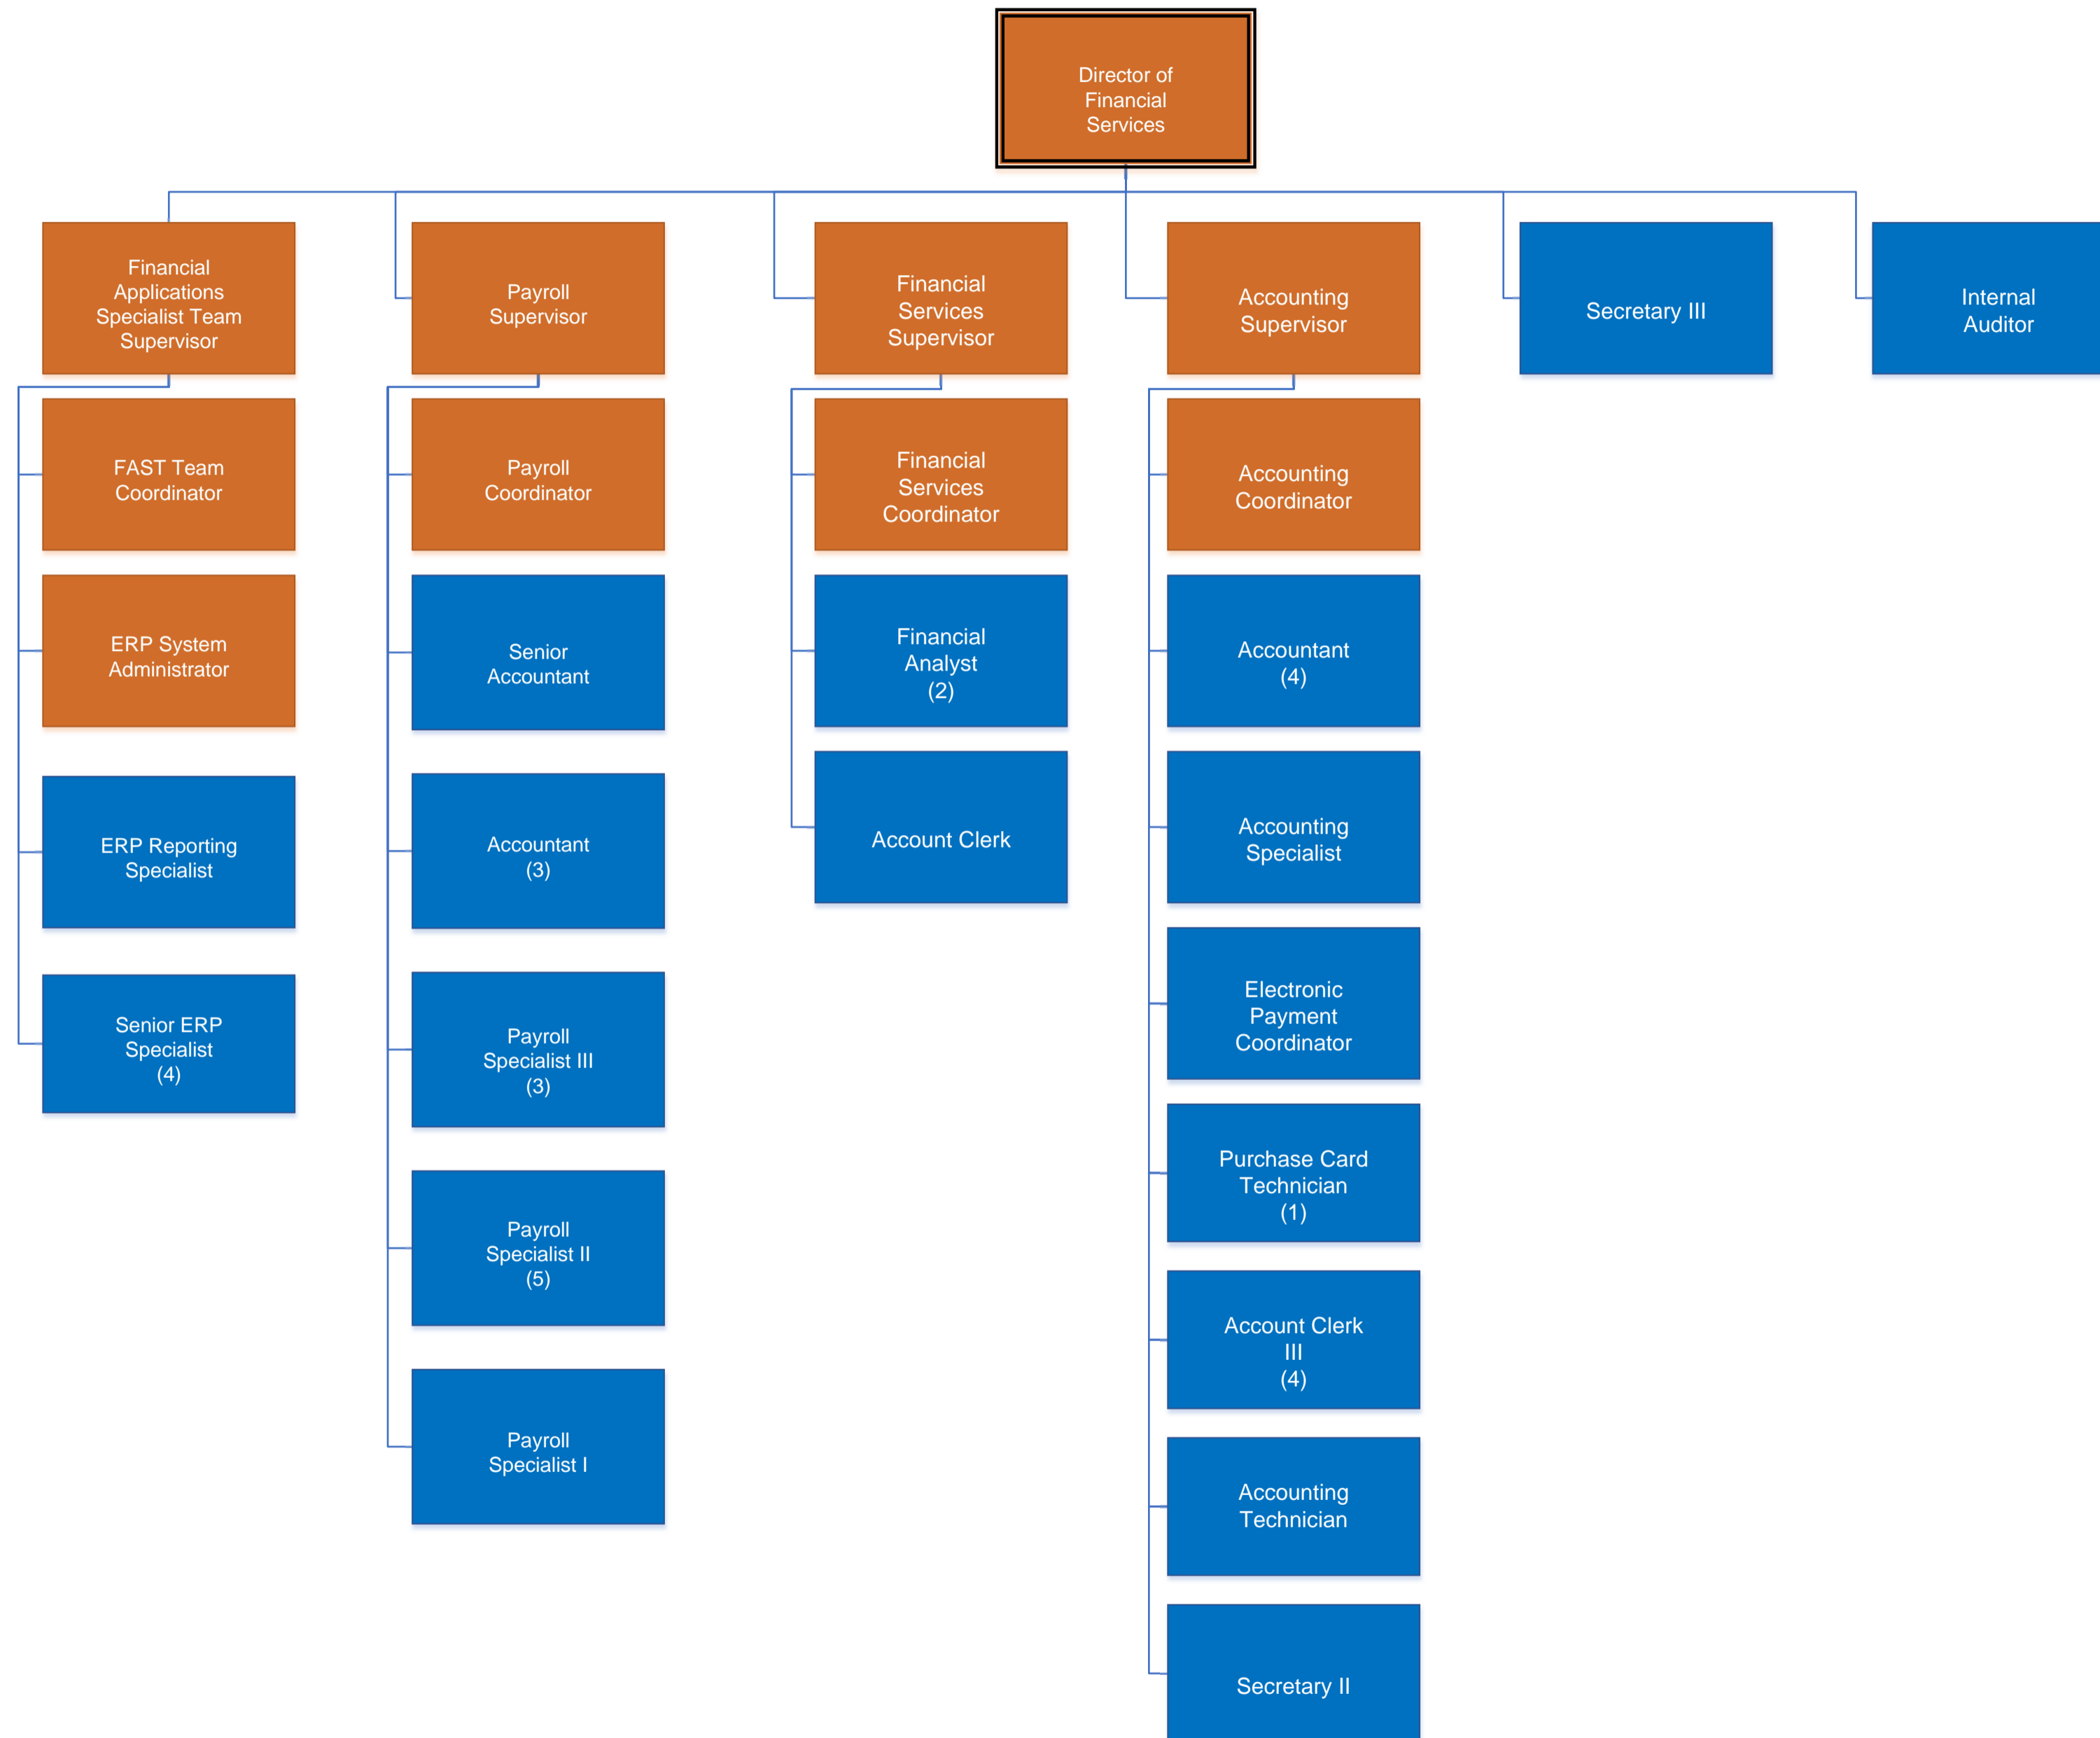 Director of
Financial
Services
Financial
Applications
Specialist Team
Supervisor
Payroll
Supervisor
Financial
Services
Supervisor
Accounting
Supervisor
Secretary III
Internal
Auditor
FAST Team
Coordinator
Payroll
Coordinator
Financial
Services
Coordinator
Accounting
Coordinator
ERP System
Administrator
Senior
Accountant
Financial
Analyst
(2)
Accountant
(4)
ERP Reporting
Specialist
Accountant
(3)
Account Clerk
Accounting
Specialist
Senior ERP
Specialist
(4)
Payroll
Specialist III
(3)
Electronic
Payment
Coordinator
Payroll
Specialist II
(5)
Purchase Card
Technician
(1)
Account Clerk
III
(4)
Payroll
Specialist I
Accounting
Technician
Secretary II